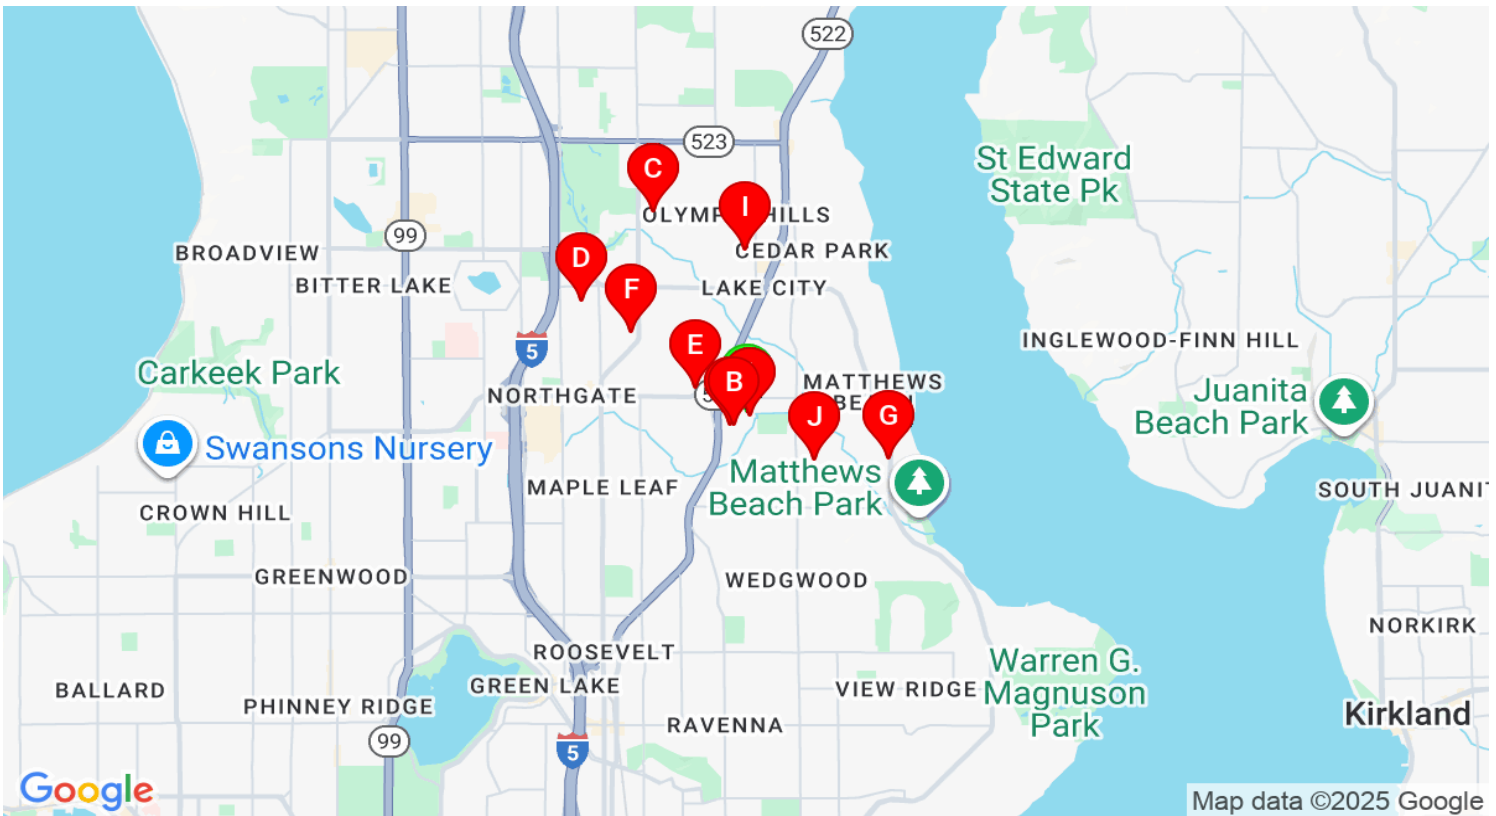 522
523
C
St Edward
State Pk
I
OLYMP HILLS
99
BROADVIEW
CEDAR PARK
D
BITTER LAKE
F
LAKE CITY
5
E
INGLEWOOD-FINN HILL
Carkeek Park
B
MATTHEWS
NORTHGATE
Juanita
Beach Park
J
G
Swansons Nursery
Matthews
Beach Park
MAPLE LEAF
SOUTH JUANIT
CROWN HILL
GREENWOOD
WEDGWOOD
NORKIRK
ROOSEVELT
Warren G.
Magnuson
Park
GREEN LAKE
VIEW RIDGE
BALLARD
PHINNEY RIDGE
Kirkland
RAVENNA
99
5
Google
Map data ©2025 Google